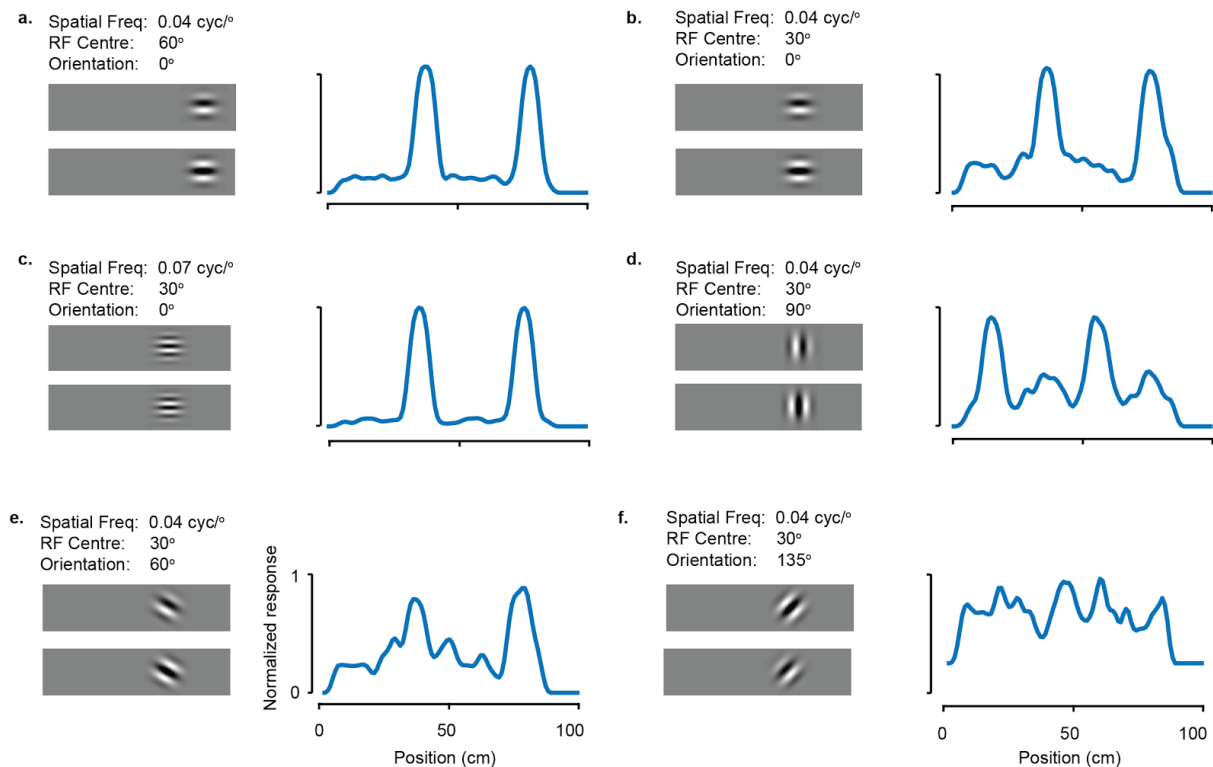 a.
Spatial Freq: 0.04 cyc/°
RF Centre: 60°
Orientation: 0°
b.
Spatial Freq: 0.04 cyc/°
RF Centre: 30°
Orientation: 0°
c.
Spatial Freq: 0.07 cyc/°
RF Centre: 30°
Orientation: 0°
d.
Spatial Freq: 0.04 cyc/°
RF Centre: 30°
Orientation: 90°
e.
Spatial Freq: 0.04 cyc/°
RF Centre: 30°
Orientation: 60°
Normalized response
1
0
0 50 100
Position (cm)
f.
Spatial Freq: 0.04 cyc/°
RF Centre: 30°
Orientation: 135°
0 50 100
Position (cm)